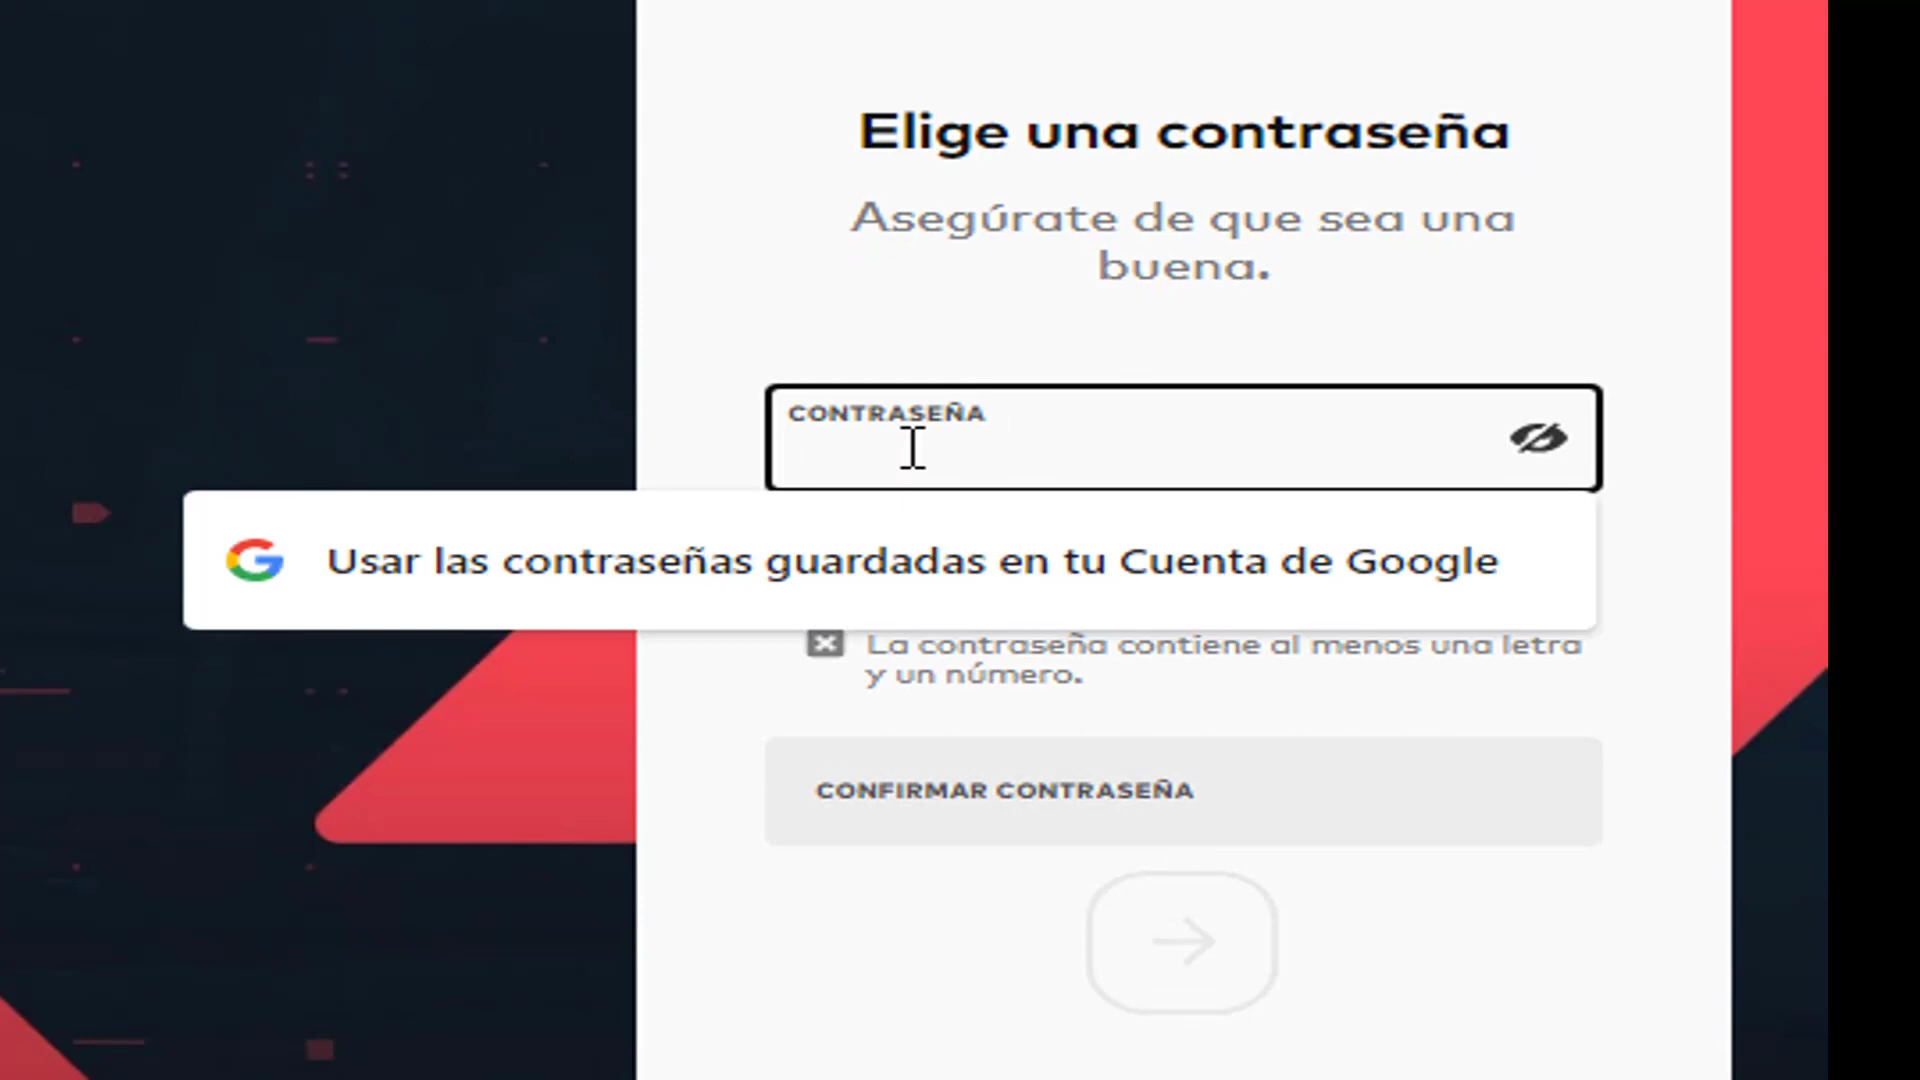 Elige una contraseña
Asegúrate de que sea una
buena.
CONTRASEÑA
Usar las contraseñas guardadas en tu Cuenta de Google
La contraseña contiene al menos una letra
y un número.
CONFIRMAR CONTRASEÑA